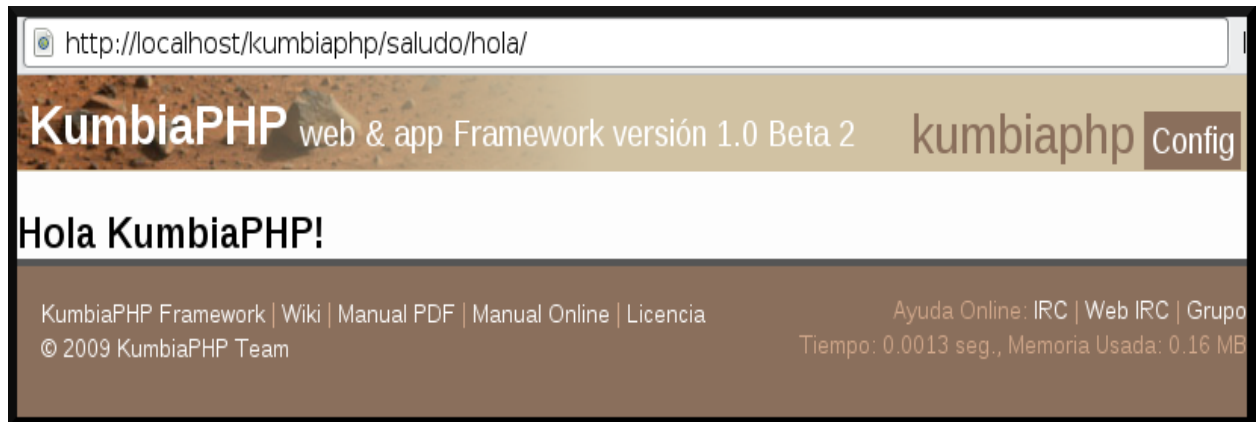 http://localhost/kumbiaphp/saludo/hola/
KumbiaPHP web & app Framework versión 1.0 Beta 2 kumbiaphp Config
Hola KumbiaPHP!
KumbiaPHP Framework | Wiki | Manual PDF | Manual Online | Licencia
© 2009 KumbiaPHP Team
Ayuda Online: IRC | Web IRC | Grupo
Tiempo: 0.0013 seg., Memoria Usada: 0.16 MB